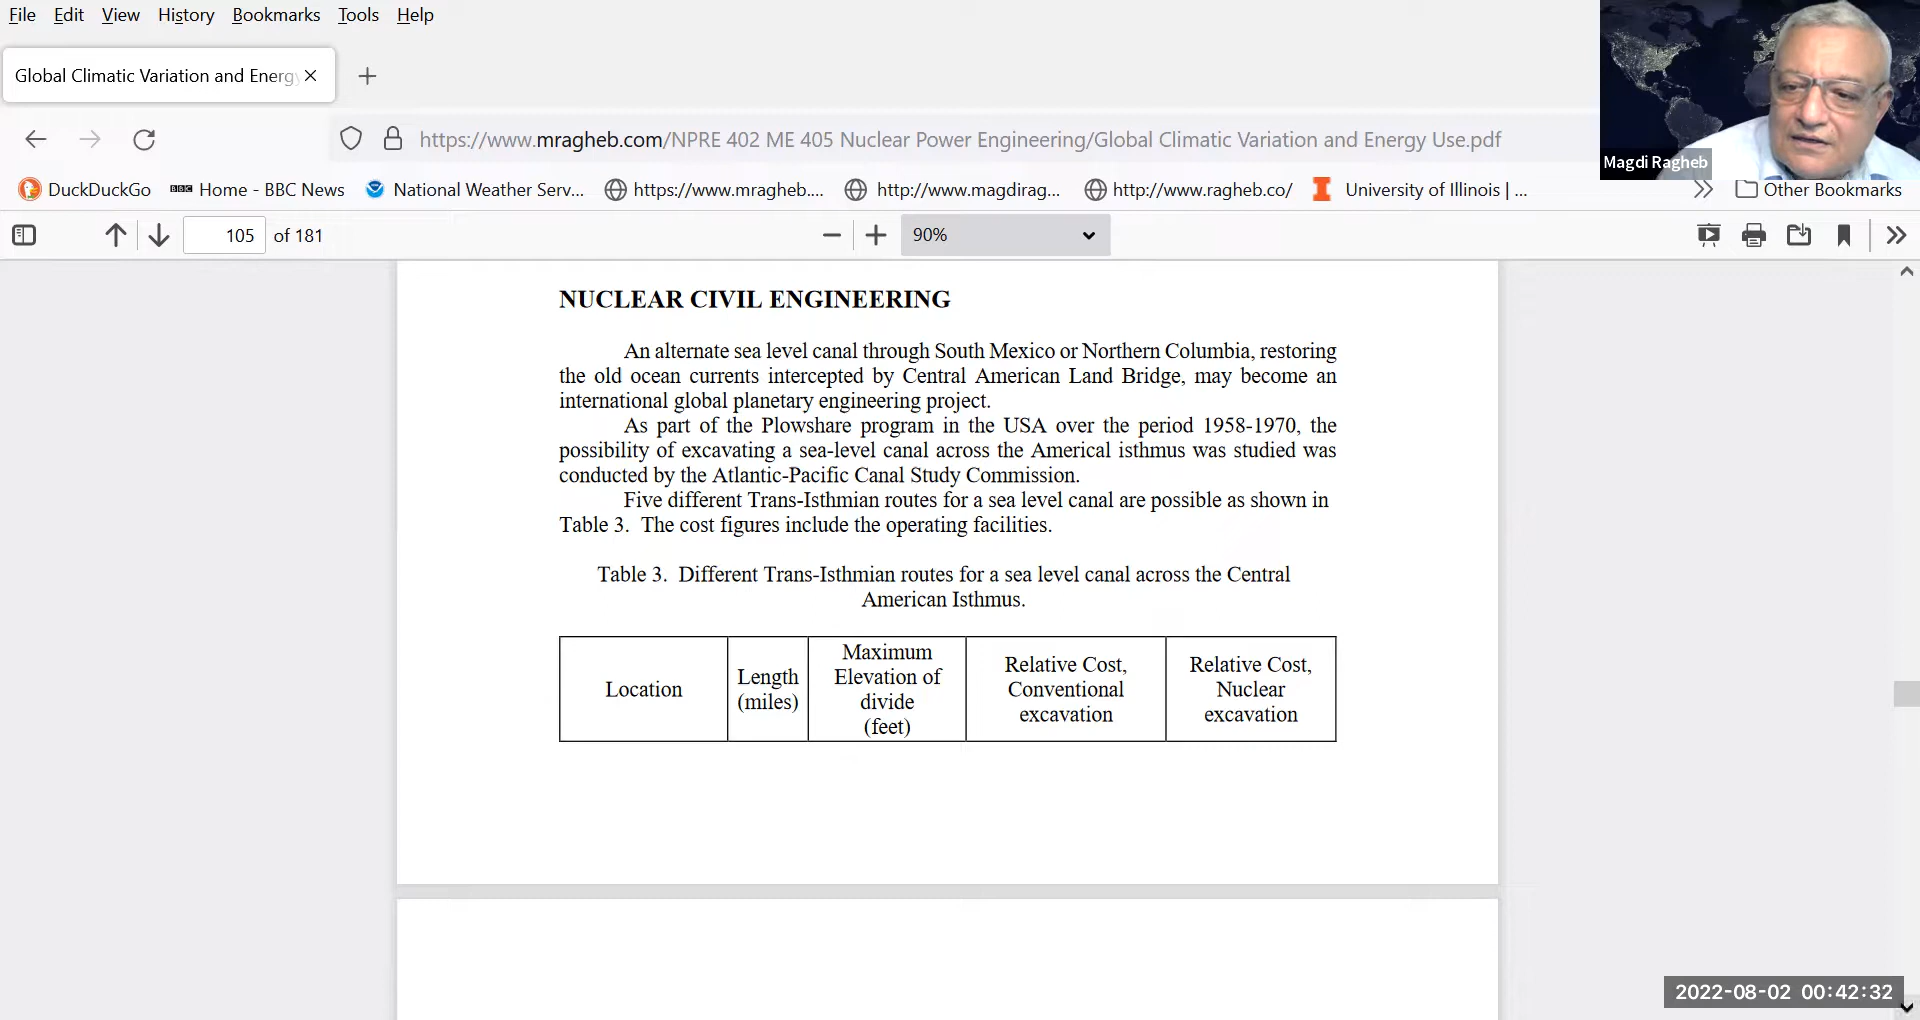 File Edit View History Bookmarks Tools Help
Global Climatic Variation and Energ
https://www.mragheb.com/NPRE 402 ME 405 Nuclear Power Engineering/Global Climatic Variation and Energy Use.pdf
Magdi Ragheb
DuckDuckGo BBC Home - BBC News National Weather Serv... https://www.mragheb.... http://www.magdirag... http://www.ragheb.co/ University of Illinois | ... Other Bookmarks
105 of 181 90%
NUCLEAR CIVIL ENGINEERING
An alternate sea level canal through South Mexico or Northern Columbia, restoring
the old ocean currents intercepted by Central American Land Bridge, may become an
international global planetary engineering project.
As part of the Plowshare program in the USA over the period 1958-1970, the
possibility of excavating a sea-level canal across the Americal isthmus was studied was
conducted by the Atlantic-Pacific Canal Study Commission.
Five different Trans-Isthmian routes for a sea level canal are possible as shown in
Table 3. The cost figures include the operating facilities.
Table 3. Different Trans-Isthmian routes for a sea level canal across the Central
American Isthmus.
Location
Length
(miles)
Maximum
Elevation of
divide
(feet)
Relative Cost,
Conventional
excavation
Relative Cost,
Nuclear
excavation
2022-08-02 00:42:32